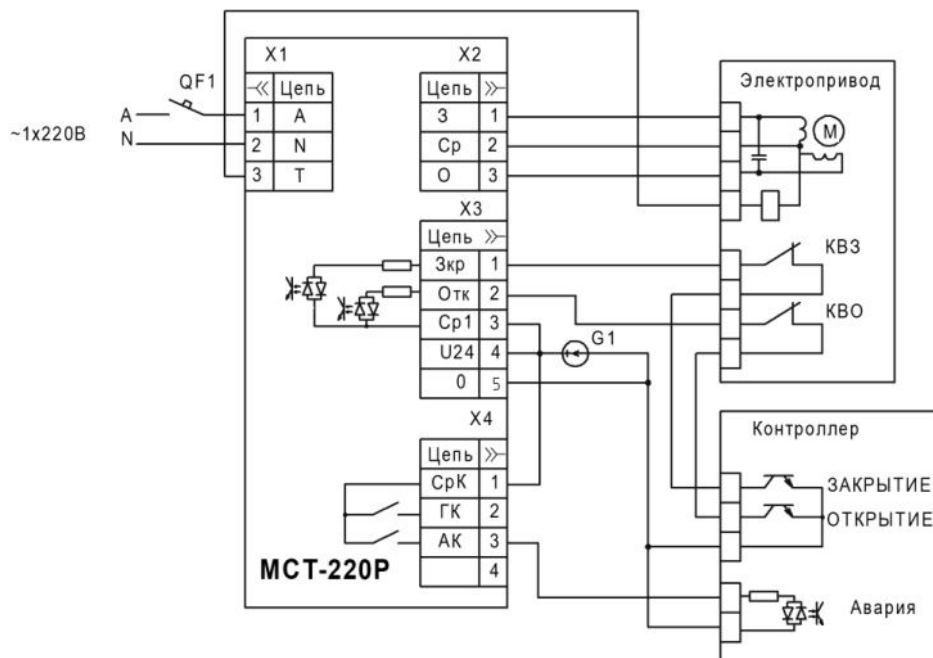 X1
X2
Цепь
Цепь
QF1
A
1
A
З
1
~1x220В
N
2
N
Ср
2
3
T
О
3
X3
Цепь
Зкр
1
Отк
2
Ср1
3
U24
4
0
5
G1
X4
Цепь
СрК
1
ГК
2
АК
3
4
МСТ-220Р
Электропривод
М
КВЗ
КВО
Контроллер
ЗАКРЫТИЕ
ОТКРЫТИЕ
Авария